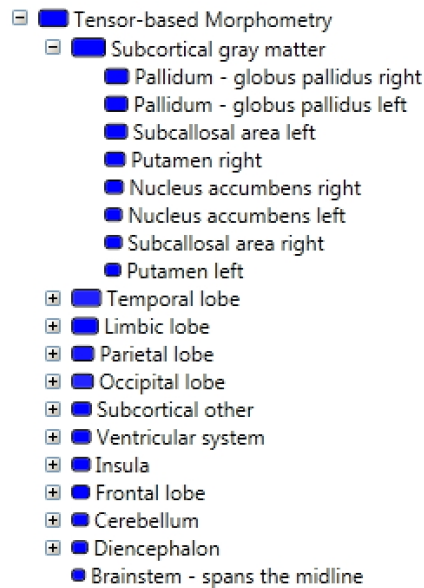 Tensor-based Morphometry
Subcortical gray matter
Pallidum - globus pallidus right
Pallidum - globus pallidus left
Subcallosal area left
Putamen right
Nucleus accumbens right
Nucleus accumbens left
Subcallosal area right
Putamen left
Temporal lobe
Limbic lobe
Parietal lobe
Occipital lobe
Subcortical other
Ventricular system
Insula
Frontal lobe
Cerebellum
Diencephalon
Brainstem - spans the midline